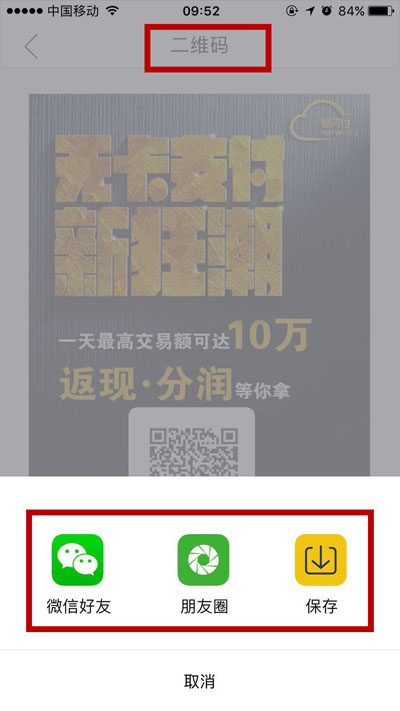 中国移动 09:52 84%
二维码
无卡支付
新狂潮
一天最高交易额可达10万
返现·分润等你拿
微信好友 朋友圈 保存
取消